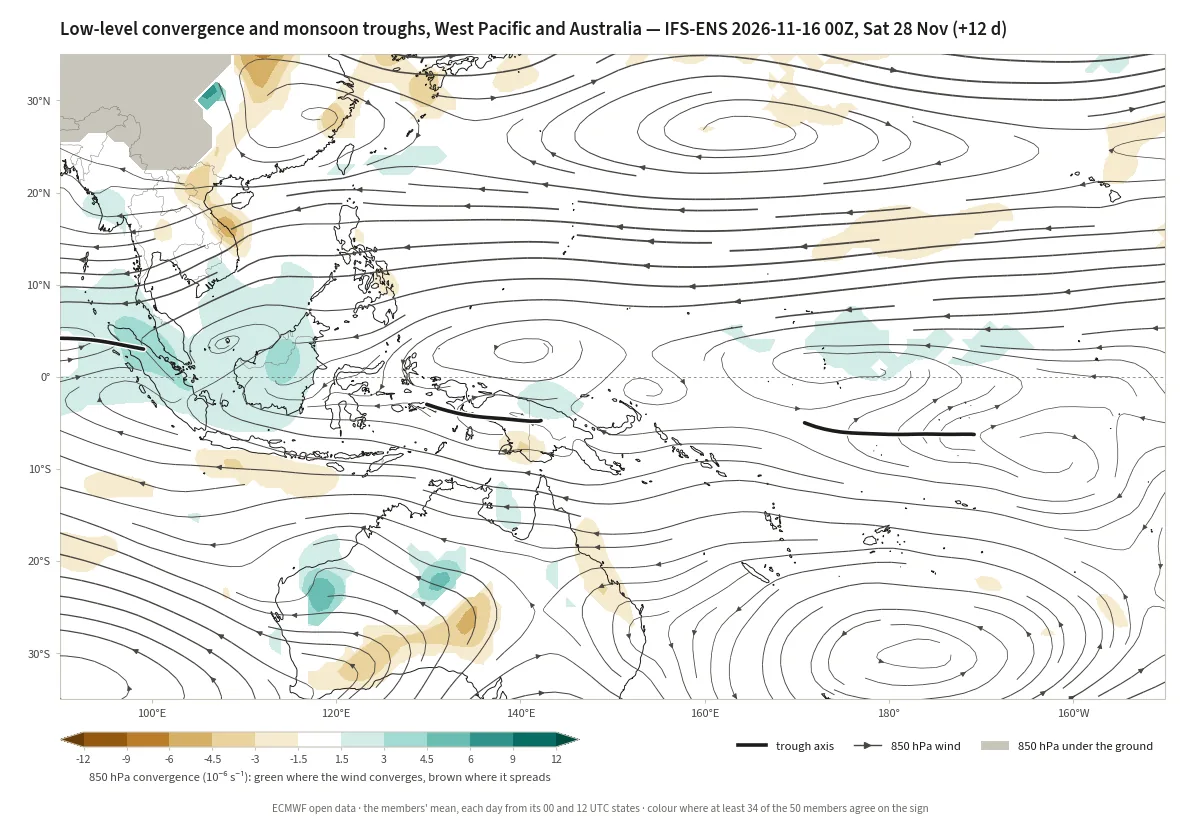 Low-level convergence and monsoon troughs, West Pacific and Australia — IFS-ENS 2026-11-16 00Z, Sat 28 Nov (+12 d)
30°N
20°N
10°N
0°
10°S
20°S
30°S
100°E 120°E 140°E 160°E 180° 160°W
-12 -9 -6 -4.5 -3 -1.5 1.5 3 4.5 6 9 12
850 hPa convergence (10⁻⁶ s⁻¹): green where the wind converges, brown where it spreads
trough axis 850 hPa wind 850 hPa under the ground
ECMWF open data · the members' mean, each day from its 00 and 12 UTC states · colour where at least 34 of the 50 members agree on the sign